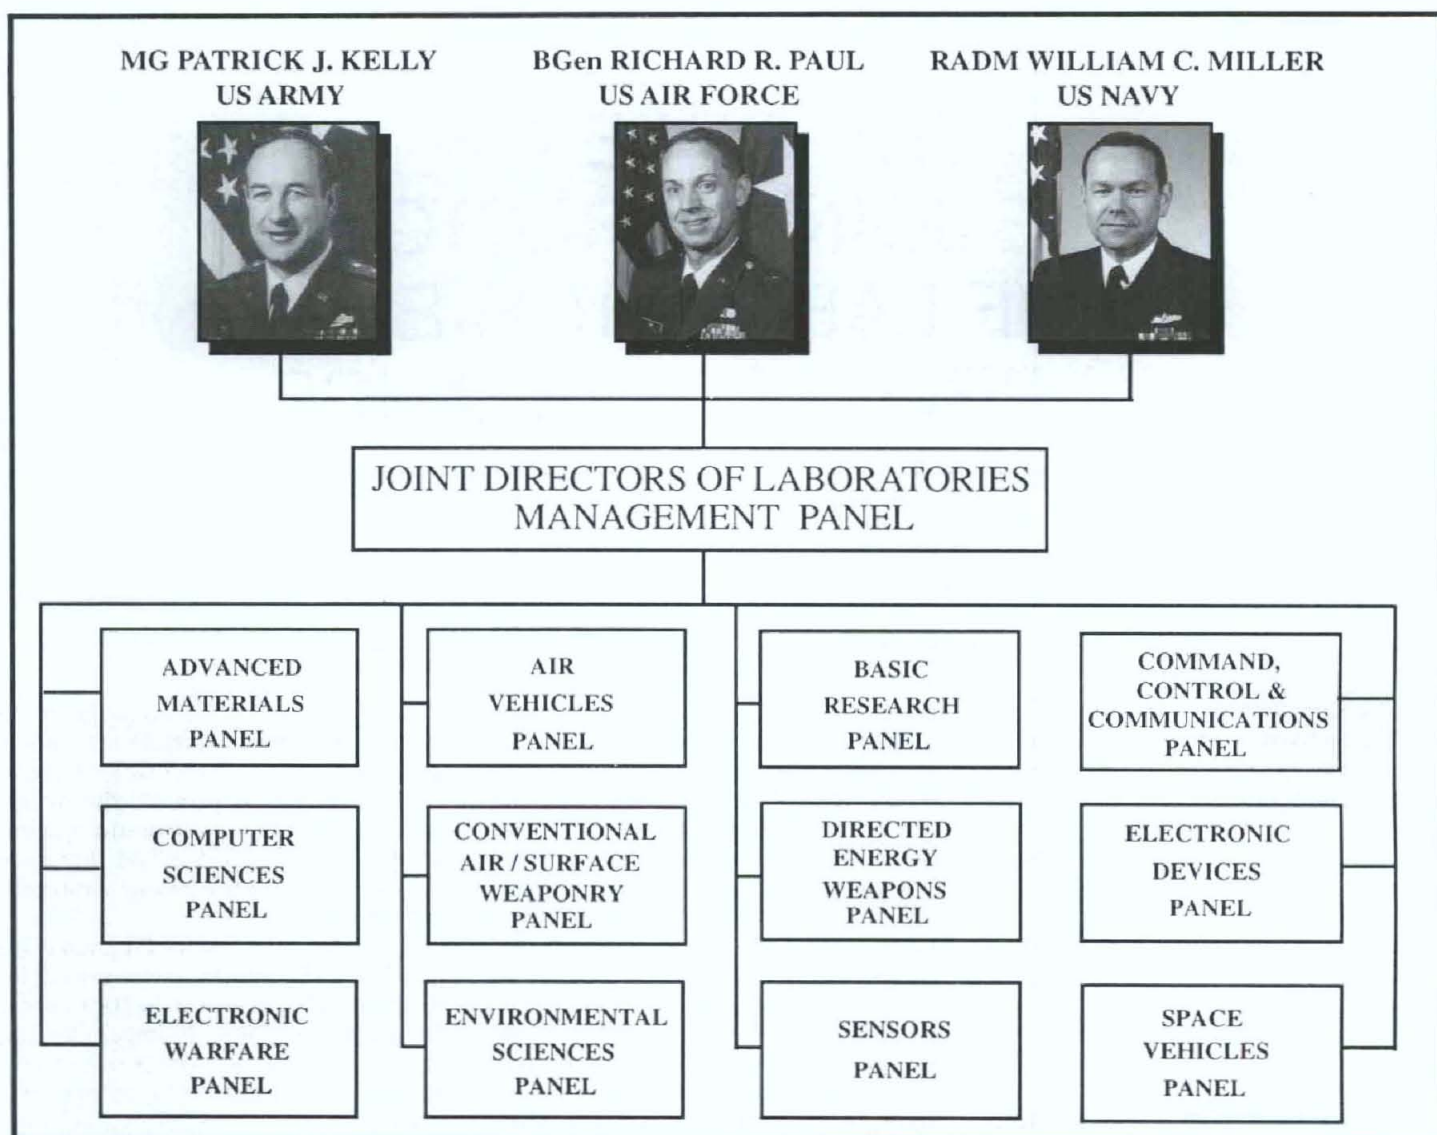 MG PATRICK J. KELLY
US ARMY
BGen RICHARD R. PAUL
US AIR FORCE
RADM WILLIAM C. MILLER
US NAVY
JOINT DIRECTORS OF LABORATORIES
MANAGEMENT PANEL
ADVANCED
MATERIALS
PANEL
AIR
VEHICLES
PANEL
BASIC
RESEARCH
PANEL
COMMAND,
CONTROL &
COMMUNICATIONS
PANEL
COMPUTER
SCIENCES
PANEL
CONVENTIONAL
AIR / SURFACE
WEAPONRY
PANEL
DIRECTED
ENERGY
WEAPONS
PANEL
ELECTRONIC
DEVICES
PANEL
ELECTRONIC
WARFARE
PANEL
ENVIRONMENTAL
SCIENCES
PANEL
SENSORS
PANEL
SPACE
VEHICLES
PANEL